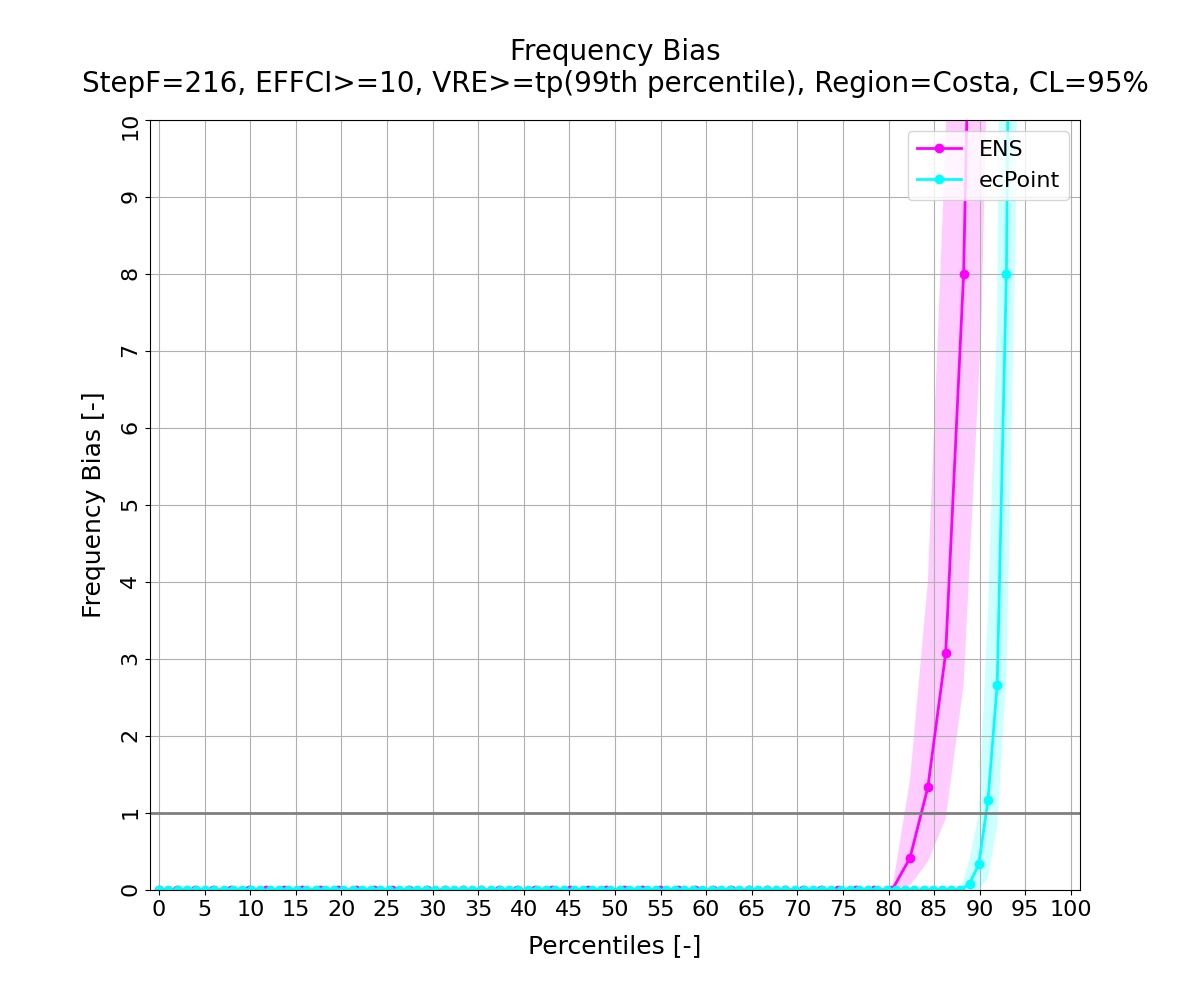 Frequency Bias
StepF=216, EFFCI>=10, VRE>=tp(99th percentile), Region=Costa, CL=95%
ENS
ecPoint
Frequency Bias [-]
10
9
8
7
6
5
4
3
2
1
0
0 5 10 15 20 25 30 35 40 45 50 55 60 65 70 75 80 85 90 95 100
Percentiles [-]